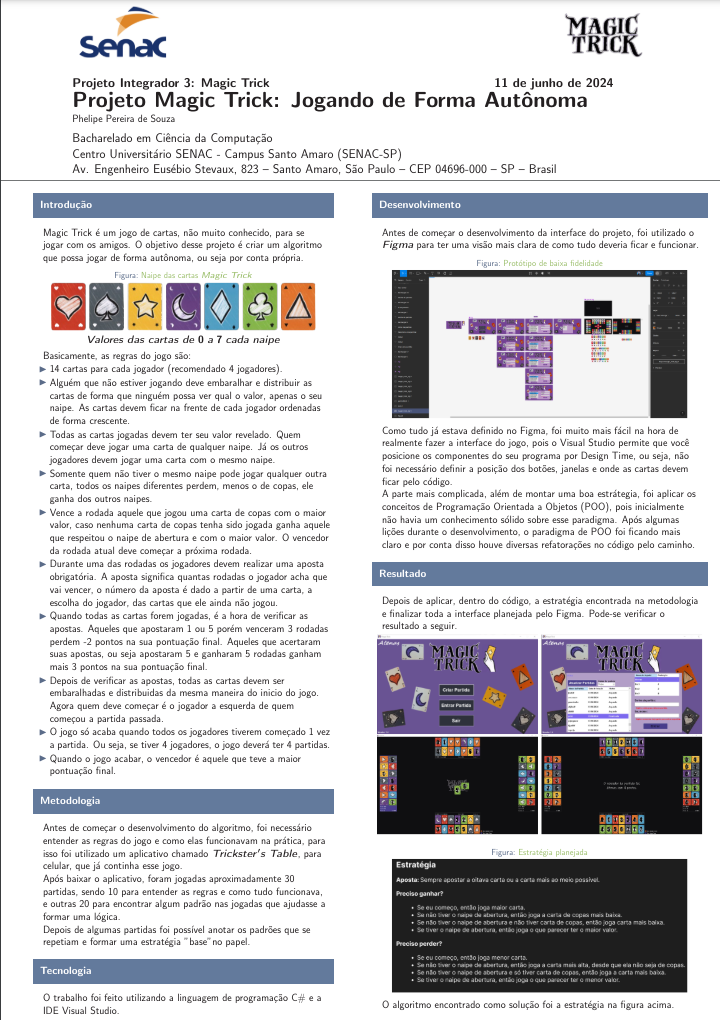 Senac
MAGIC
TRICK
Projeto Integrador 3: Magic Trick
11 de junho de 2024
Projeto Magic Trick: Jogando de Forma Autônoma
Phelipe Pereira de Souza
Bacharelado em Ciência da Computação
Centro Universitário SENAC - Campus Santo Amaro (SENAC-SP)
Av. Engenheiro Eusébio Stevaux, 823 – Santo Amaro, São Paulo – CEP 04696-000 – SP – Brasil
Introdução
Magic Trick é um jogo de cartas, não muito conhecido, para se
jogar com os amigos. O objetivo desse projeto é criar um algoritmo
que possa jogar de forma autônoma, ou seja por conta própria.
Figura: Naipe das cartas Magic Trick
Valores das cartas de 0 a 7 cada naipe
Basicamente, as regras do jogo são:
14 cartas para cada jogador (recomendado 4 jogadores).
Alguém que não estiver jogando deve embaralhar e distribuir as
cartas de forma que ninguém possa ver qual o valor, apenas o seu
naipe. As cartas devem ficar na frente de cada jogador ordenadas
de forma crescente.
Todas as cartas jogadas devem ter seu valor revelado. Quem
começar deve jogar uma carta de qualquer naipe. Já os outros
jogadores devem jogar uma carta com o mesmo naipe.
Somente quem não tiver o mesmo naipe pode jogar qualquer outra
carta, todos os naipes diferentes perdem, menos o de copas, ele
ganha dos outros naipes.
Vence a rodada aquele que jogou uma carta de copas com o maior
valor, caso nenhuma carta de copas tenha sido jogada ganha aquele
que respeitou o naipe de abertura e com o maior valor. O vencedor
da rodada atual deve começar a próxima rodada.
Durante uma das rodadas os jogadores devem realizar uma aposta
obrigatória. A aposta significa quantas rodadas o jogador acha que
vai vencer, o número da aposta é dado a partir de uma carta, a
escolha do jogador, das cartas que ele ainda não jogou.
Quando todas as cartas forem jogadas, é a hora de verificar as
apostas. Aqueles que apostaram 1 ou 5 porém venceram 3 rodadas
perdem -2 pontos na sua pontuação final. Aqueles que acertaram
suas apostas, ou seja apostaram 5 e ganharam 5 rodadas ganham
mais 3 pontos na sua pontuação final.
Depois de verificar as apostas, todas as cartas devem ser
embaralhadas e distribuidas da mesma maneira do inicio do jogo.
Agora quem deve começar é o jogador a esquerda de quem
começou a partida passada.
O jogo só acaba quando todos os jogadores tiverem começado 1 vez
a partida. Ou seja, se tiver 4 jogadores, o jogo deverá ter 4 partidas.
Quando o jogo acabar, o vencedor é aquele que teve a maior
pontuação final.
Metodologia
Antes de começar o desenvolvimento do algoritmo, foi necessário
entender as regras do jogo e como elas funcionavam na prática, para
isso foi utilizado um aplicativo chamado Trickster's Table, para
celular, que já continha esse jogo.
Após baixar o aplicativo, foram jogadas aproximadamente 30
partidas, sendo 10 para entender as regras e como tudo funcionava,
e outras 20 para encontrar algum padrão nas jogadas que ajudasse a
formar uma lógica.
Depois de algumas partidas foi possível anotar os padrões que se
repetiam e formar uma estratégia "base"no papel.
Tecnologia
O trabalho foi feito utilizando a linguagem de programação C# e a
IDE Visual Studio.
Desenvolvimento
Antes de começar o desenvolvimento da interface do projeto, foi utilizado o
Figma para ter uma visão mais clara de como tudo deveria ficar e funcionar.
Figura: Protótipo de baixa fidelidade
Como tudo já estava definido no Figma, foi muito mais fácil na hora de
realmente fazer a interface do jogo, pois o Visual Studio permite que você
posicione os componentes do seu programa por Design Time, ou seja, não
foi necessário definir a posição dos botões, janelas e onde as cartas devem
ficar pelo código.
A parte mais complicada, além de montar uma boa estrátegia, foi aplicar os
conceitos de Programação Orientada a Objetos (POO), pois inicialmente
não havia um conhecimento sólido sobre esse paradigma. Após algumas
lições durante o desenvolvimento, o paradigma de POO foi ficando mais
claro e por conta disso houve diversas refatorações no código pelo caminho.
Resultado
Depois de aplicar, dentro do código, a estratégia encontrada na metodologia
e finalizar toda a interface planejada pelo Figma. Pode-se verificar o
resultado a seguir.
Atenas
MAGIC
TRICK
Criar Partida
Entrar Partida
Sair
Atenas
MAGIC
TRICK
Figura: Estratégia planejada
Estratégia
Aposta: Sempre apostar a oitava carta ou a carta mais ao meio possível.
Preciso ganhar?
Se eu começo, então jogo maior carta.
Se não tiver o naipe de abertura, então joga a carta de copas mais baixa.
Se não tiver o naipe de abertura e não tiver carta de copas, então joga carta mais baixa.
Se tiver o naipe de abertura, então jogo o que parecer ter o maior valor.
Preciso perder?
Se eu começo, então jogo menor carta.
Se não tiver o naipe de abertura, então joga a carta mais alta, desde que ela não seja de copas.
Se não tiver o naipe de abertura e só tiver carta de copas, então joga a carta mais baixa.
Se tiver o naipe de abertura, então joga o que parecer ter o menor valor.
O algoritmo encontrado como solução foi a estratégia na figura acima.